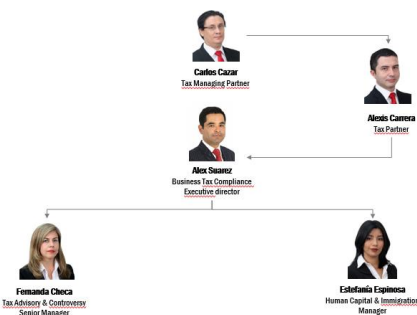 Carlos Cazar
Tax Managing Partner
Alexis Carrera
Tax Partner
Alex Suarez
Business Tax Compliance
Executive director
Fernanda Checa
Tax Advisory & Controversy
Senior Manager
Estefanía Espinosa
Human Capital & Immigration
Manager